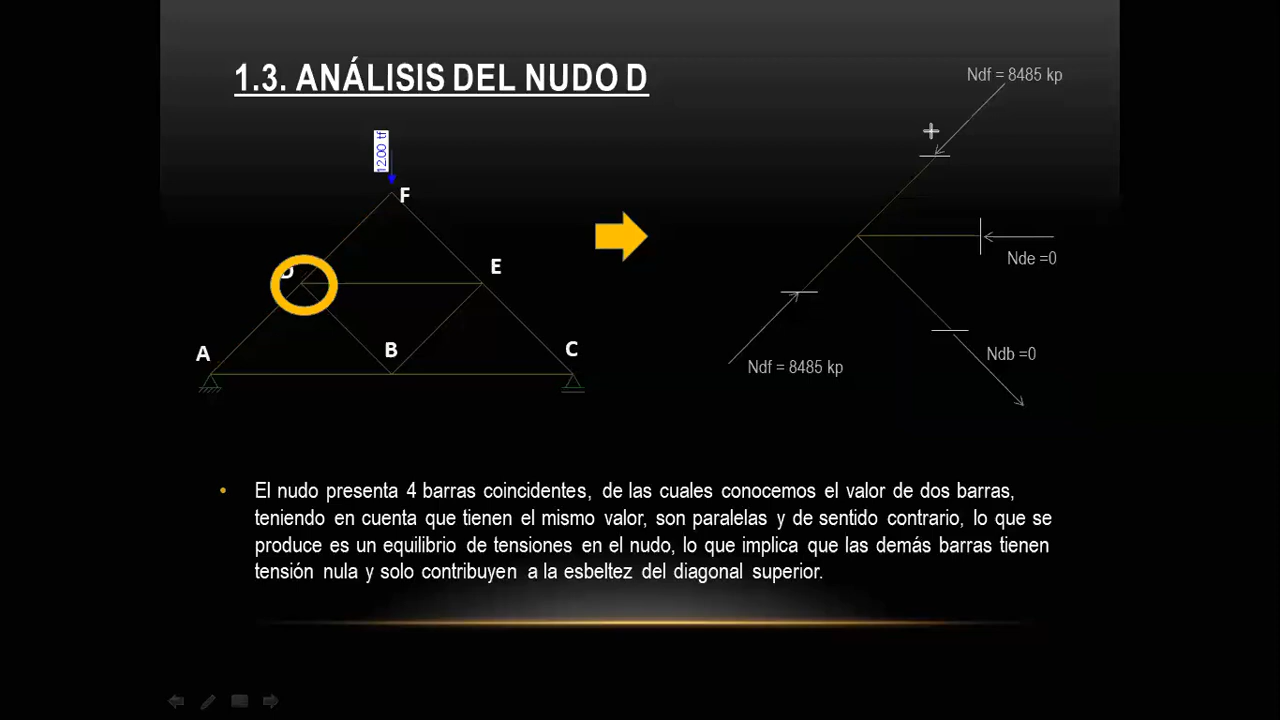 1.3. ANÁLISIS DEL NUDO D
Ndf = 8485 kp
12.00 tf
F
D
E
Nde =0
A
B
C
Ndb =0
Ndf = 8485 kp
• El nudo presenta 4 barras coincidentes, de las cuales conocemos el valor de dos barras,
teniendo en cuenta que tienen el mismo valor, son paralelas y de sentido contrario, lo que se
produce es un equilibrio de tensiones en el nudo, lo que implica que las demás barras tienen
tensión nula y solo contribuyen a la esbeltez del diagonal superior.